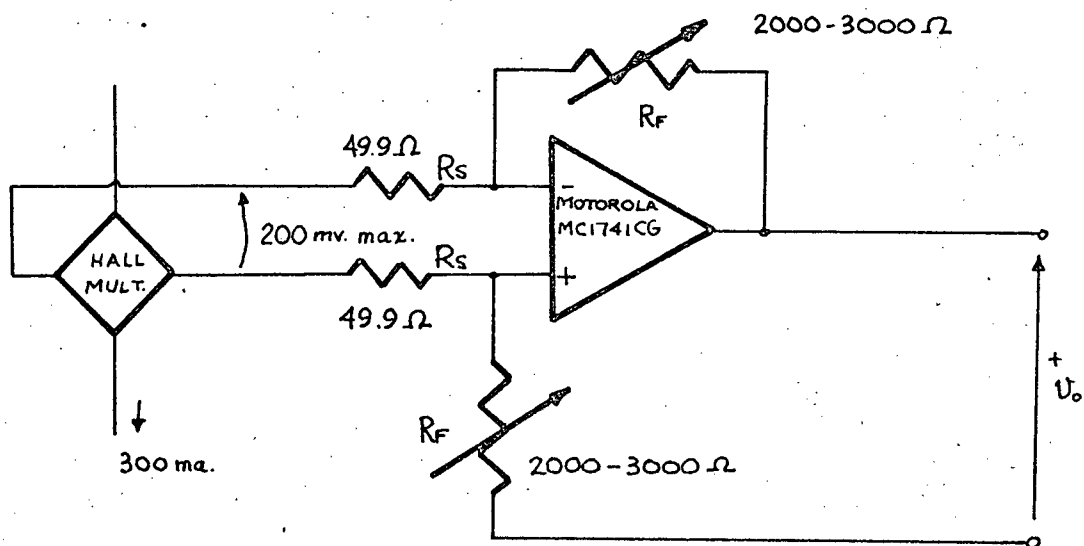 2000-3000 Ω
RF
49.9 Ω
RS
200 mv. max.
RS
49.9 Ω
-
MOTOROLA
MC1741CG
+
HALL
MULT.
300 ma.
RF
2000-3000 Ω
+
υo